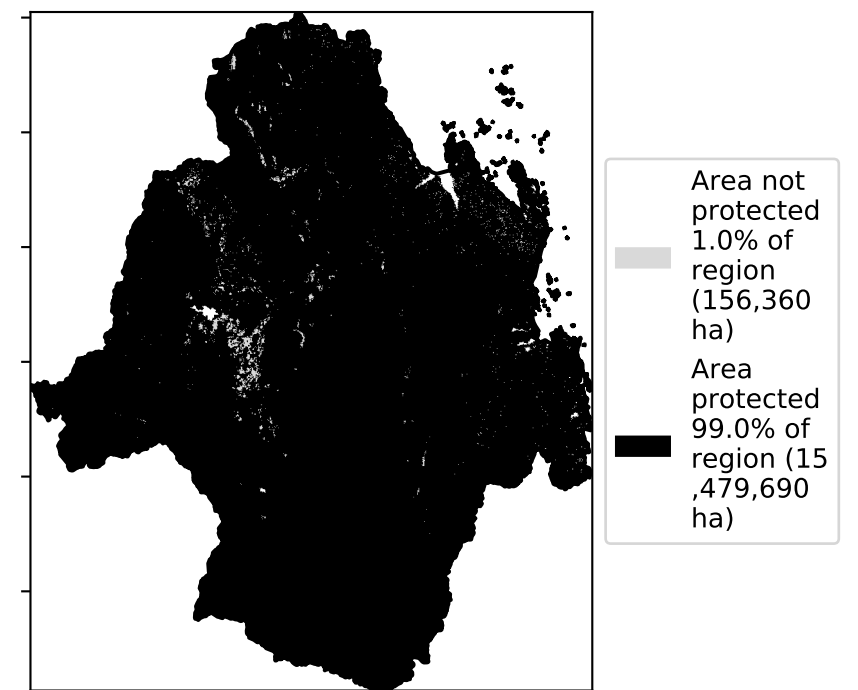 Area not
protected
1.0% of
region
(156,360
ha)
Area
protected
99.0% of
region (15
,479,690
ha)